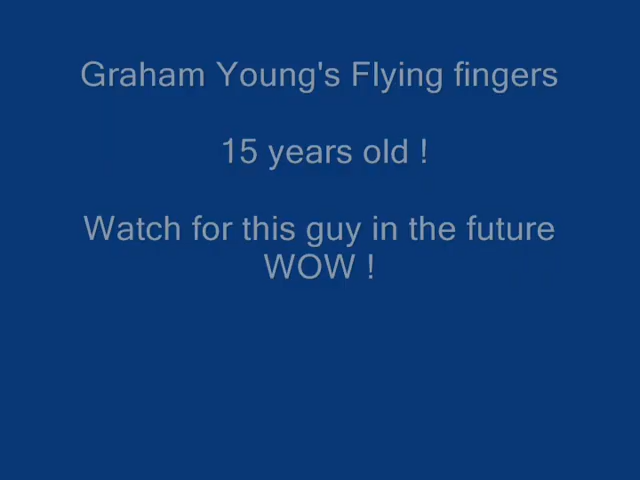 Graham Young's Flying fingers
15 years old !
Watch for this guy in the future
WOW !